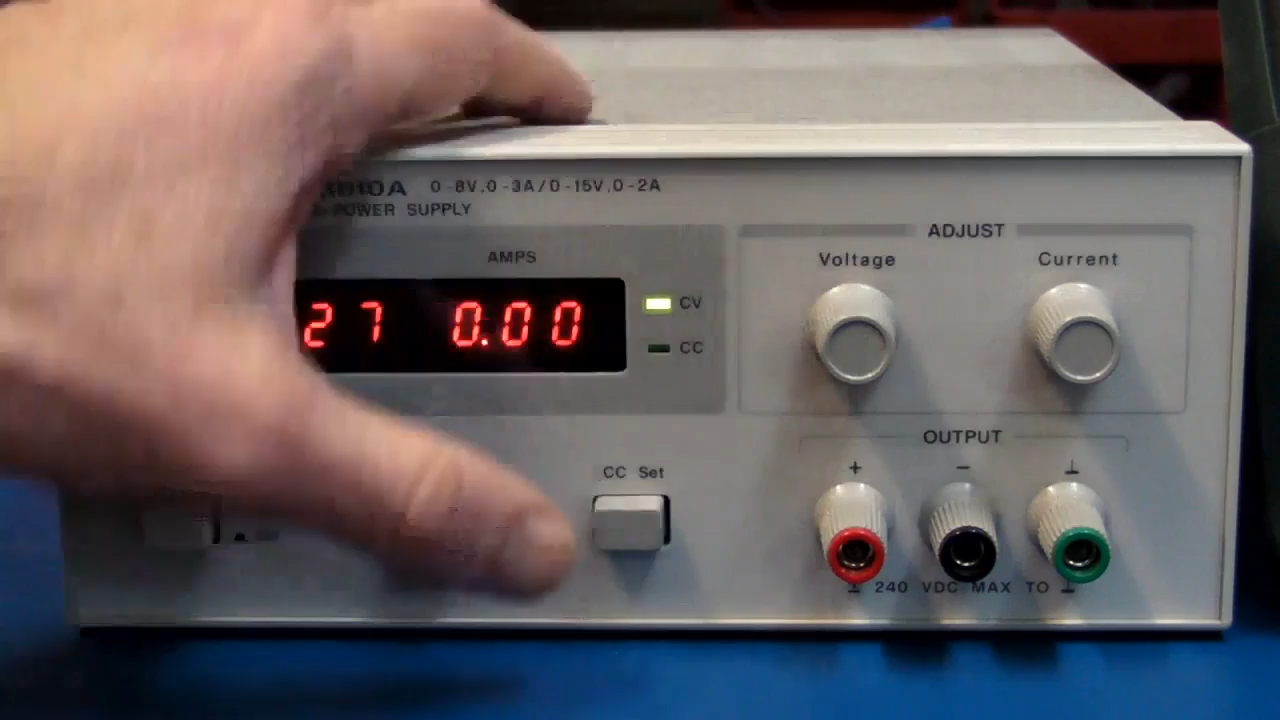 0-8V,0-3A/0-15V,0-2A
POWER SUPPLY
AMPS
27 0.00
CV
CC
ADJUST
Voltage Current
CC Set
OUTPUT
+ − ⏊
⏊ 240 VDC MAX TO ⏊